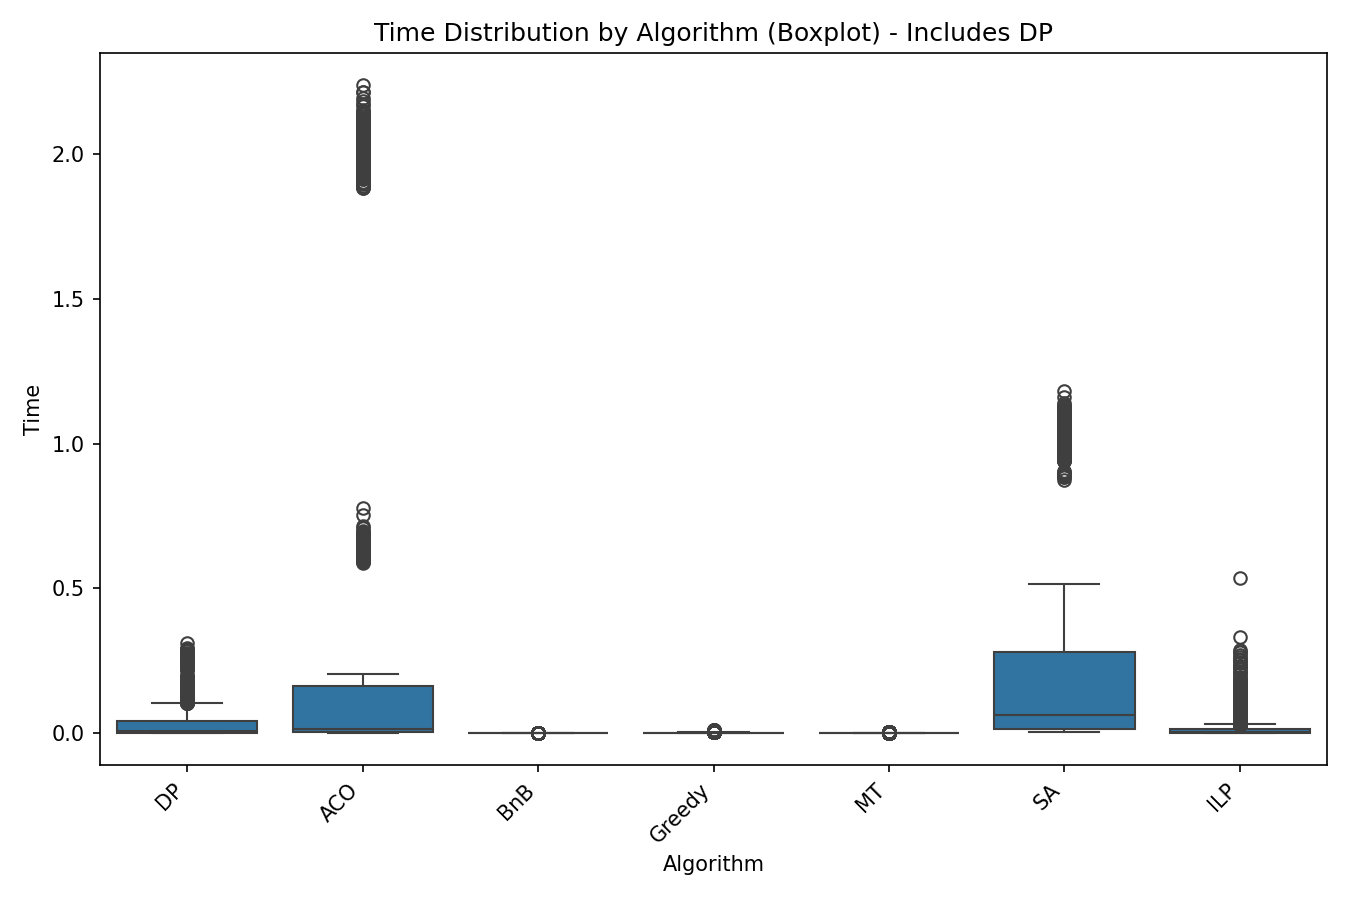 Time Distribution by Algorithm (Boxplot) - Includes DP
Time
2.0
1.5
1.0
0.5
0.0
DP
ACO
BnB
Greedy
MT
SA
ILP
Algorithm